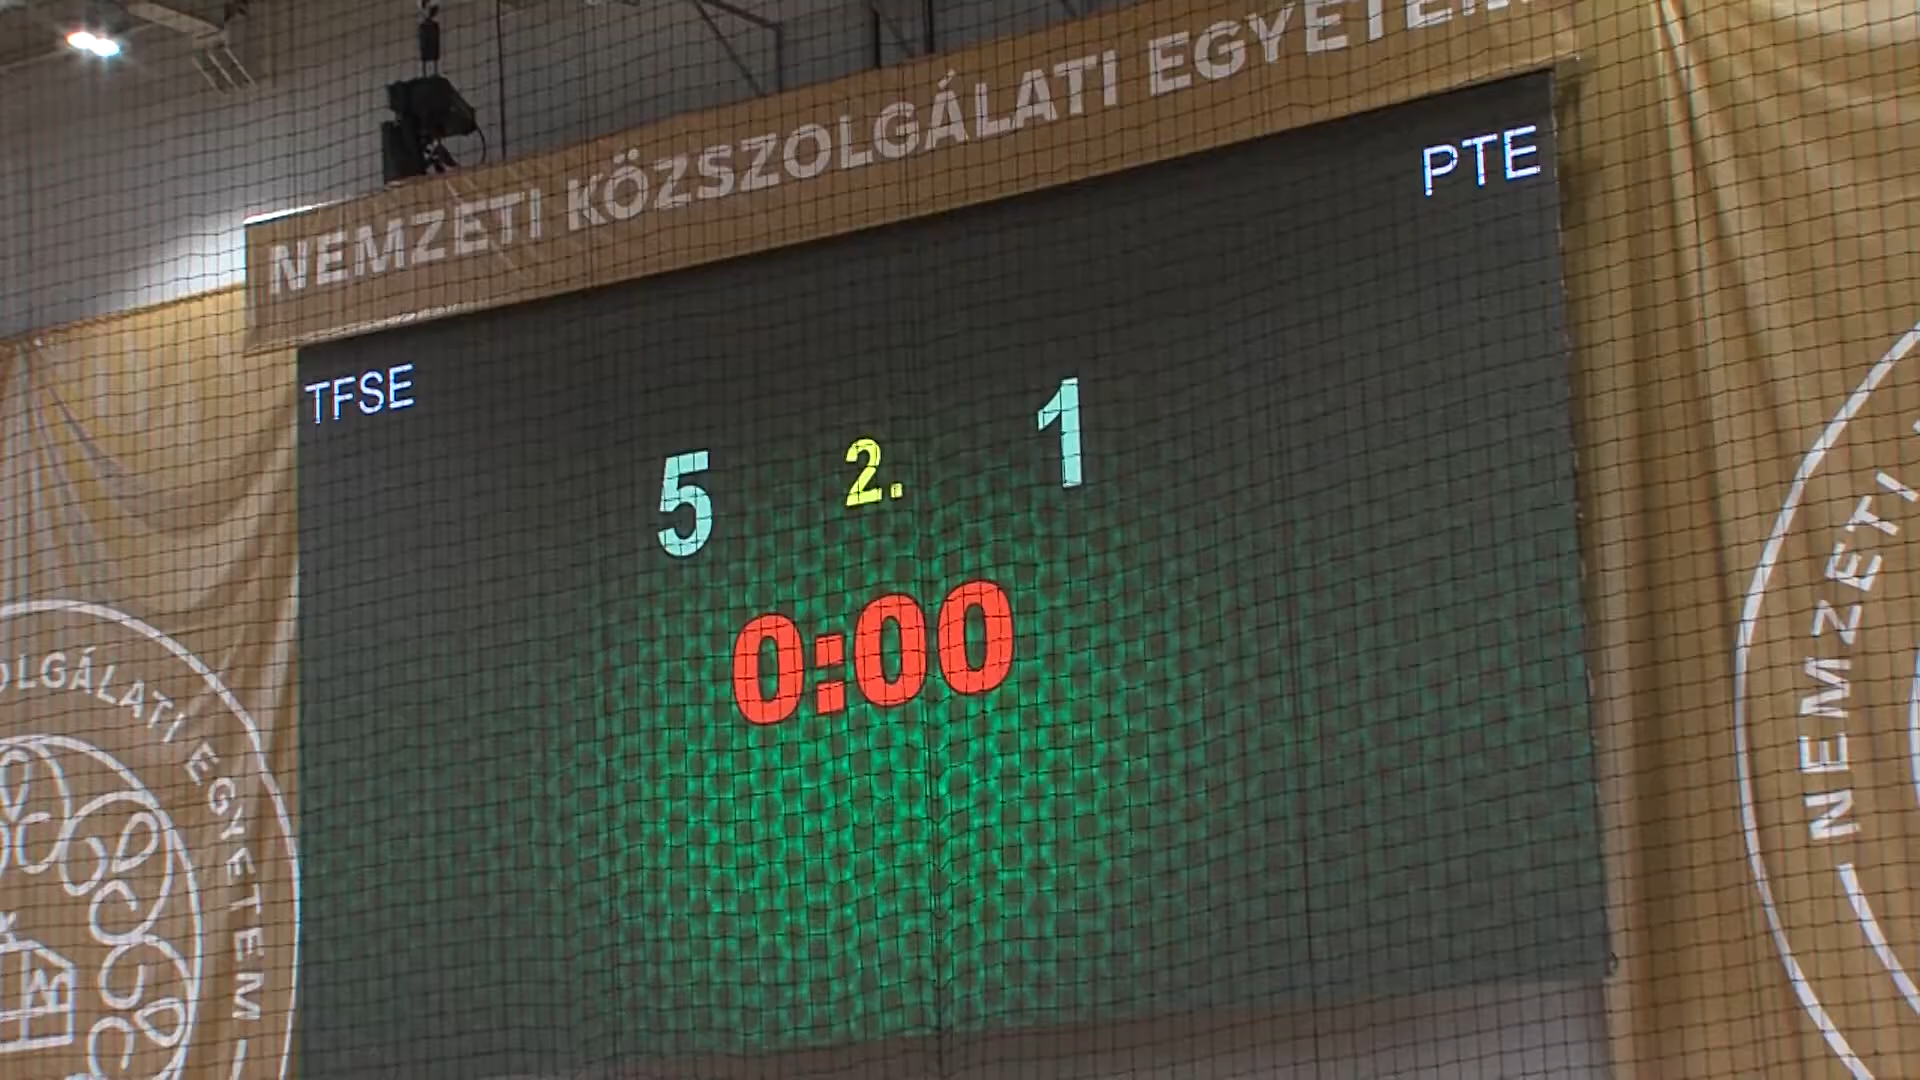 NEMZETI KÖZSZOLGÁLATI EGYETEM
TFSE
PTE
5 2. 1
0:00
OLGÁLATI EGYETEM
NEMZETI